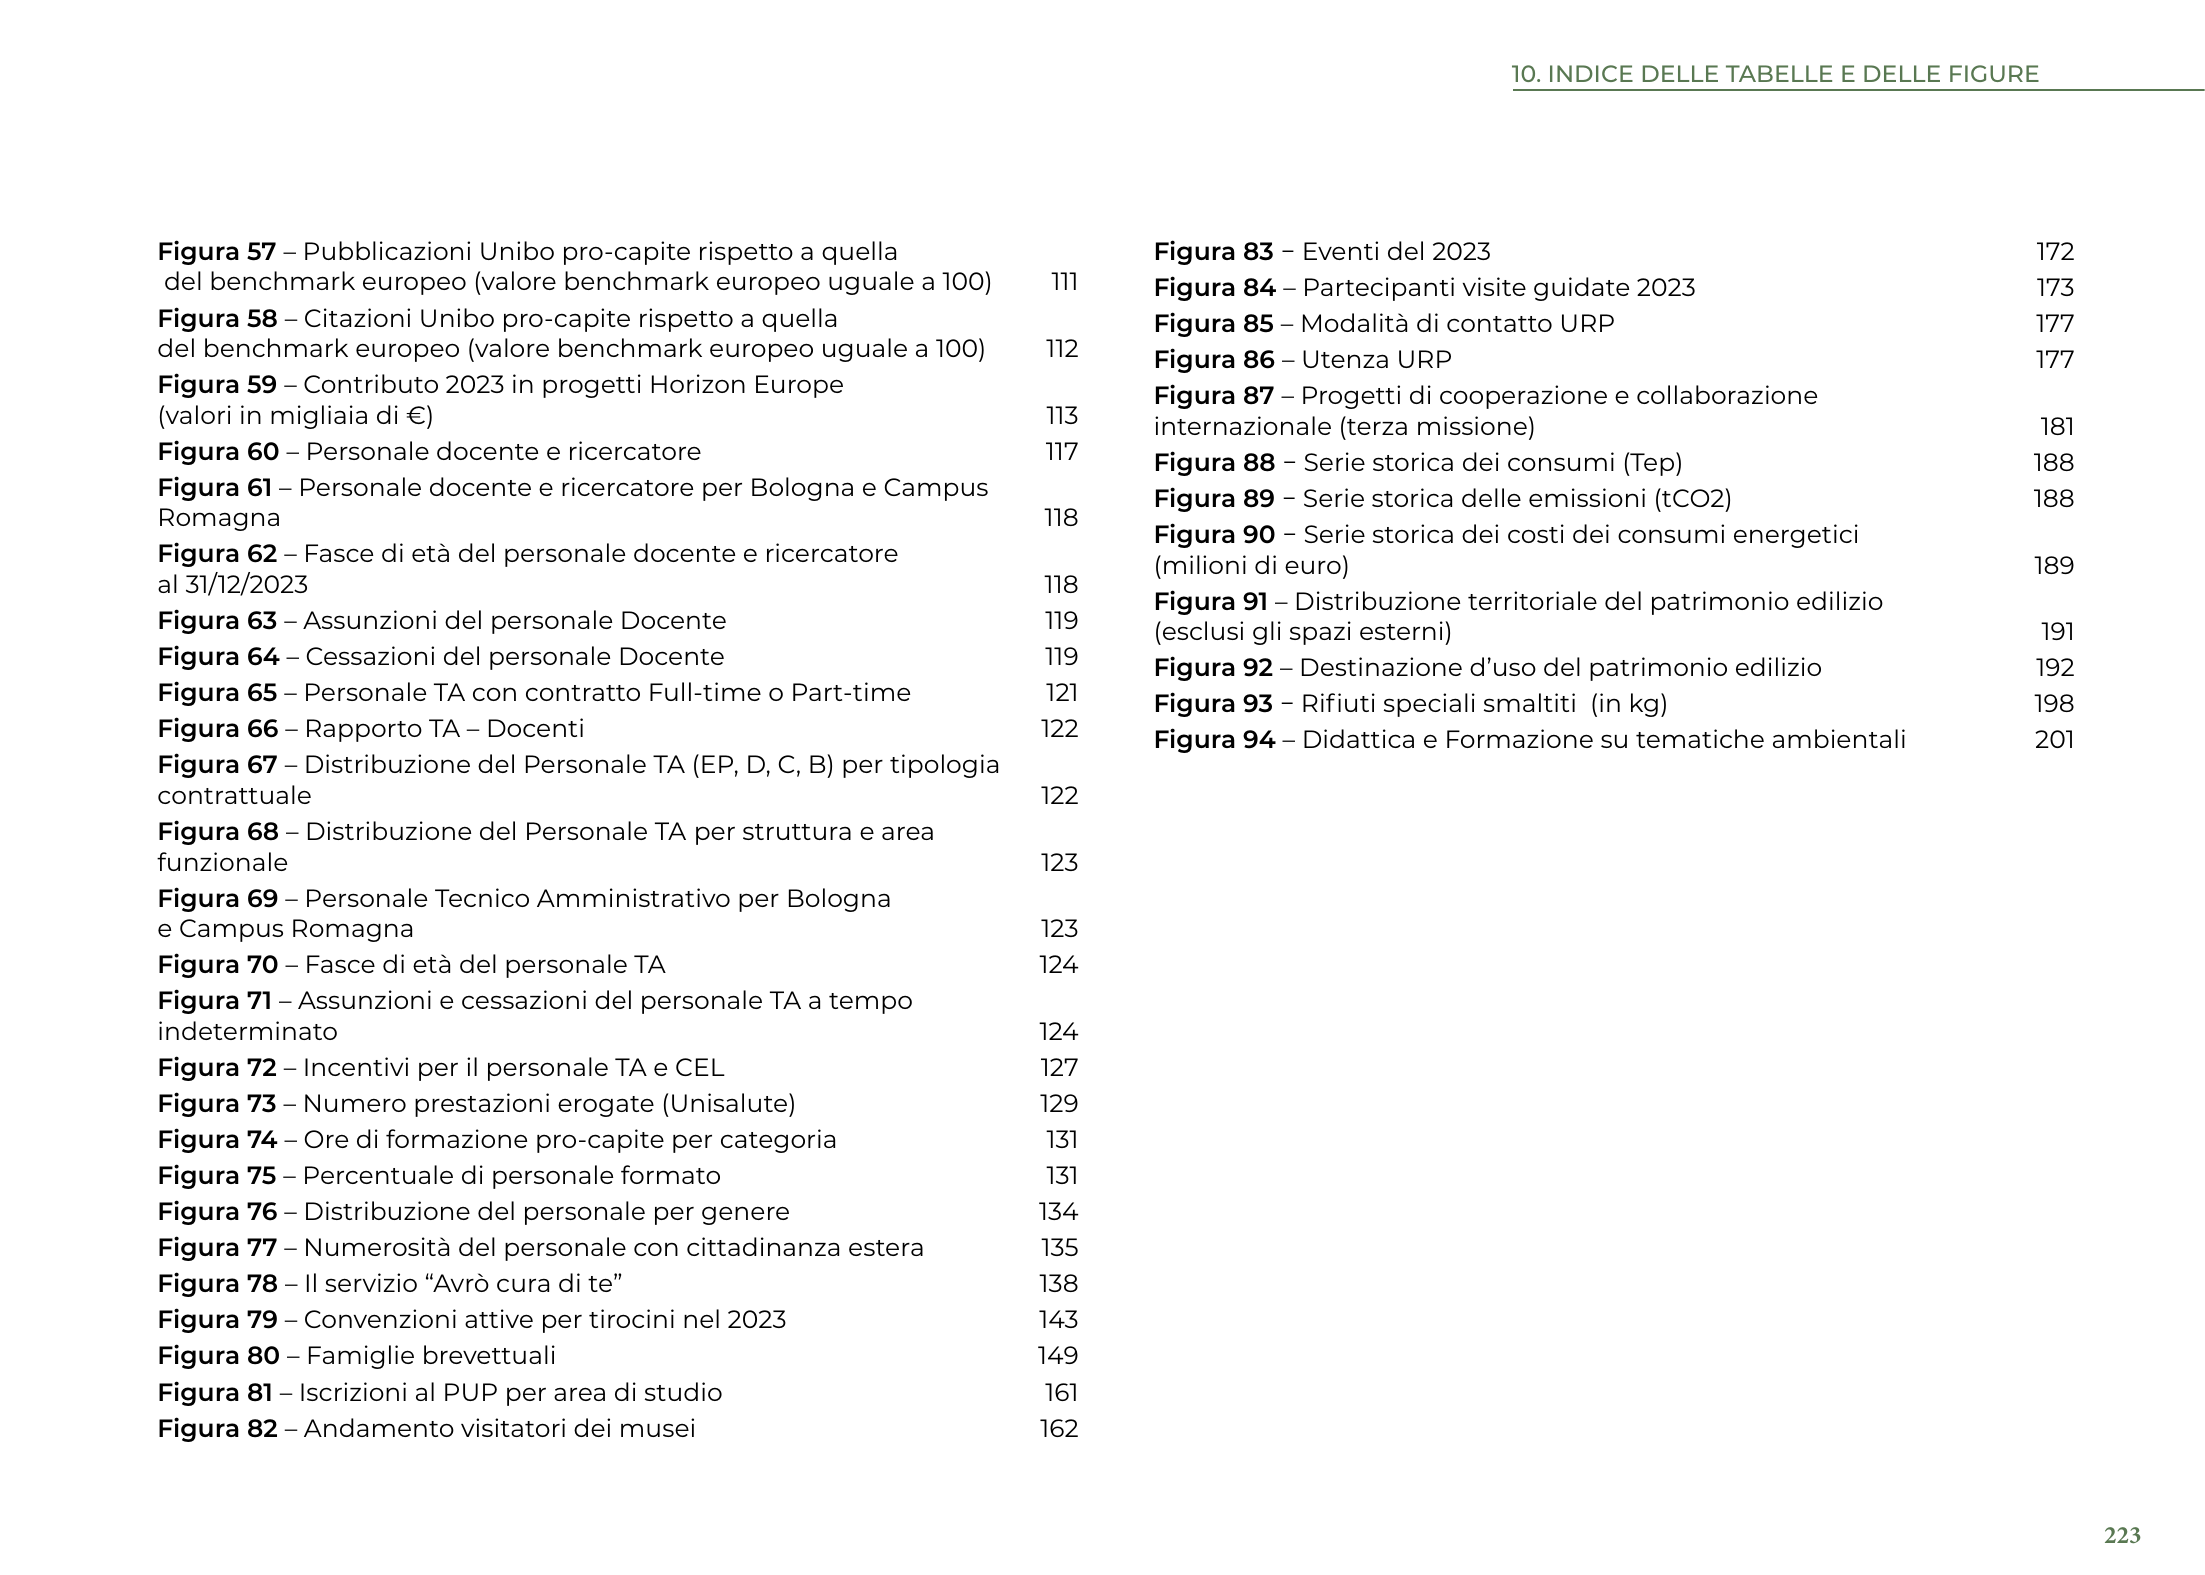 10. INDICE DELLE TABELLE E DELLE FIGURE
Figura 57 – Pubblicazioni Unibo pro-capite rispetto a quella
del benchmark europeo (valore benchmark europeo uguale a 100) 111
Figura 58 – Citazioni Unibo pro-capite rispetto a quella
del benchmark europeo (valore benchmark europeo uguale a 100) 112
Figura 59 – Contributo 2023 in progetti Horizon Europe
(valori in migliaia di €) 113
Figura 60 – Personale docente e ricercatore 117
Figura 61 – Personale docente e ricercatore per Bologna e Campus
Romagna 118
Figura 62 – Fasce di età del personale docente e ricercatore
al 31/12/2023 118
Figura 63 – Assunzioni del personale Docente 119
Figura 64 – Cessazioni del personale Docente 119
Figura 65 – Personale TA con contratto Full-time o Part-time 121
Figura 66 – Rapporto TA – Docenti 122
Figura 67 – Distribuzione del Personale TA (EP, D, C, B) per tipologia
contrattuale 122
Figura 68 – Distribuzione del Personale TA per struttura e area
funzionale 123
Figura 69 – Personale Tecnico Amministrativo per Bologna
e Campus Romagna 123
Figura 70 – Fasce di età del personale TA 124
Figura 71 – Assunzioni e cessazioni del personale TA a tempo
indeterminato 124
Figura 72 – Incentivi per il personale TA e CEL 127
Figura 73 – Numero prestazioni erogate (Unisalute) 129
Figura 74 – Ore di formazione pro-capite per categoria 131
Figura 75 – Percentuale di personale formato 131
Figura 76 – Distribuzione del personale per genere 134
Figura 77 – Numerosità del personale con cittadinanza estera 135
Figura 78 – Il servizio “Avrò cura di te” 138
Figura 79 – Convenzioni attive per tirocini nel 2023 143
Figura 80 – Famiglie brevettuali 149
Figura 81 – Iscrizioni al PUP per area di studio 161
Figura 82 – Andamento visitatori dei musei 162
Figura 83 − Eventi del 2023 172
Figura 84 – Partecipanti visite guidate 2023 173
Figura 85 – Modalità di contatto URP 177
Figura 86 – Utenza URP 177
Figura 87 – Progetti di cooperazione e collaborazione
internazionale (terza missione) 181
Figura 88 − Serie storica dei consumi (Tep) 188
Figura 89 − Serie storica delle emissioni (tCO2) 188
Figura 90 − Serie storica dei costi dei consumi energetici
(milioni di euro) 189
Figura 91 – Distribuzione territoriale del patrimonio edilizio
(esclusi gli spazi esterni) 191
Figura 92 – Destinazione d’uso del patrimonio edilizio 192
Figura 93 − Rifiuti speciali smaltiti (in kg) 198
Figura 94 – Didattica e Formazione su tematiche ambientali 201
223